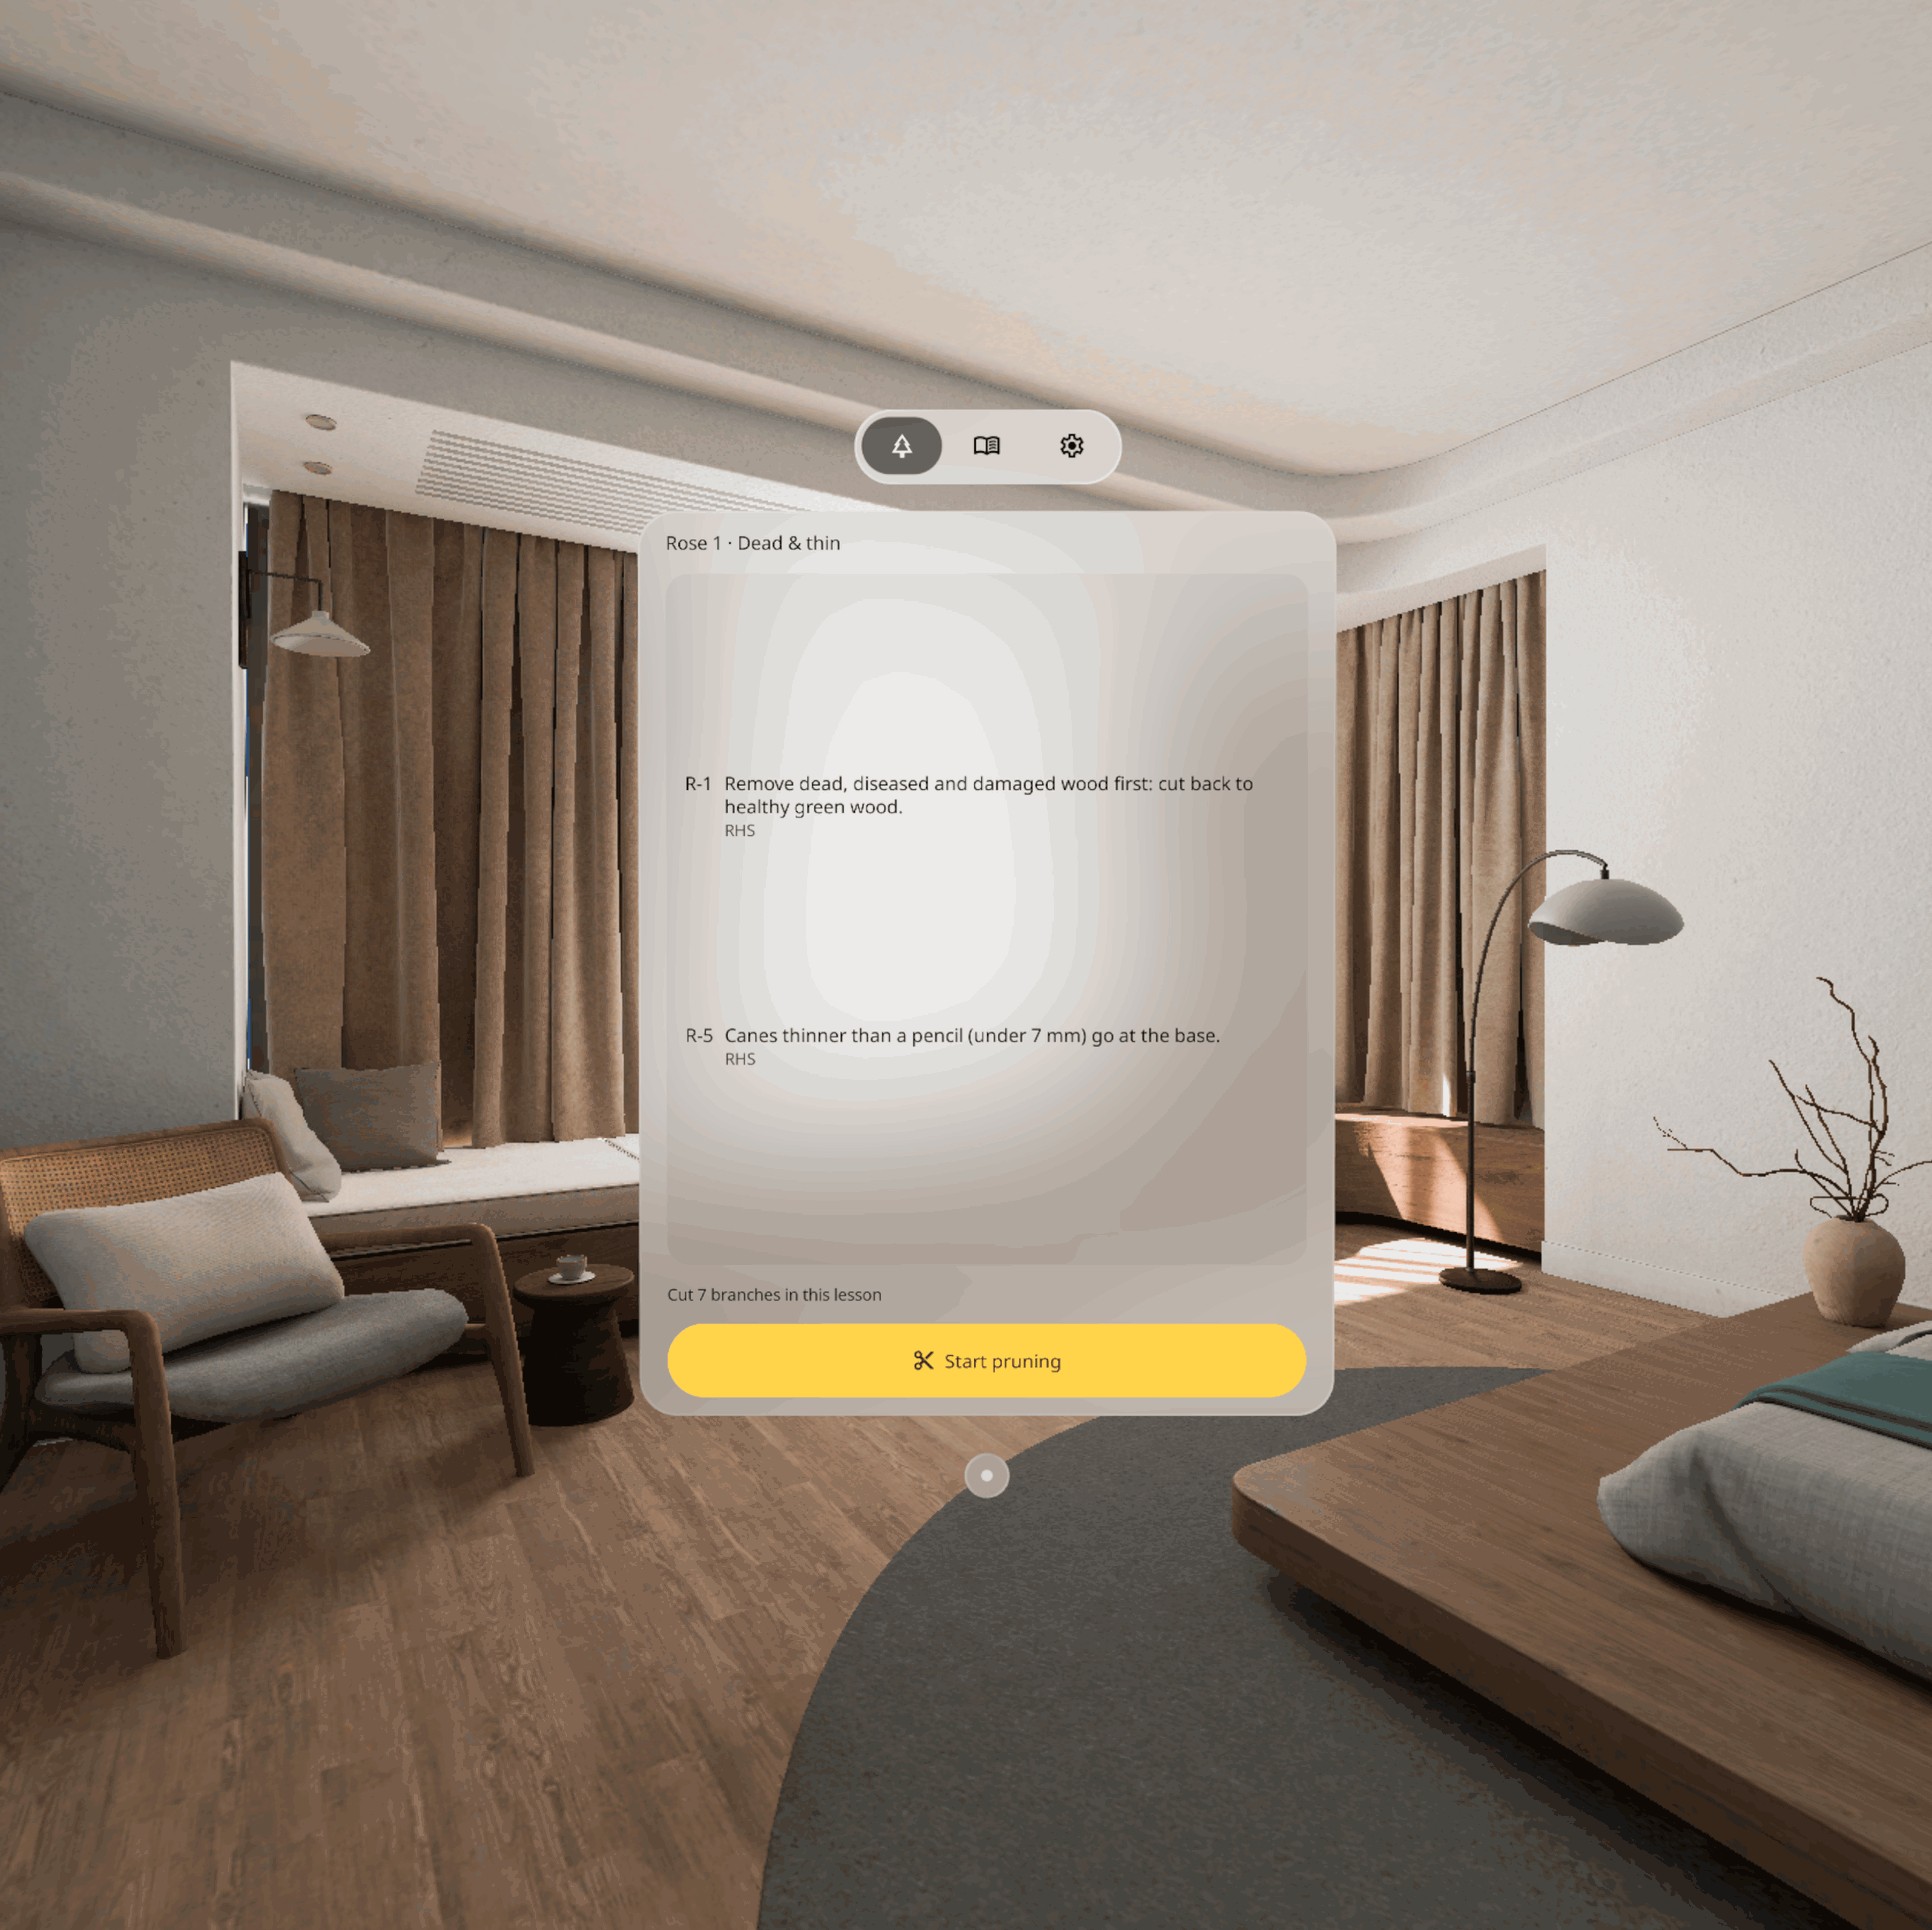 Rose 1 · Dead & thin
R-1 Remove dead, diseased and damaged wood first: cut back to
healthy green wood.
RHS
R-5 Canes thinner than a pencil (under 7 mm) go at the base.
RHS
Cut 7 branches in this lesson
Start pruning